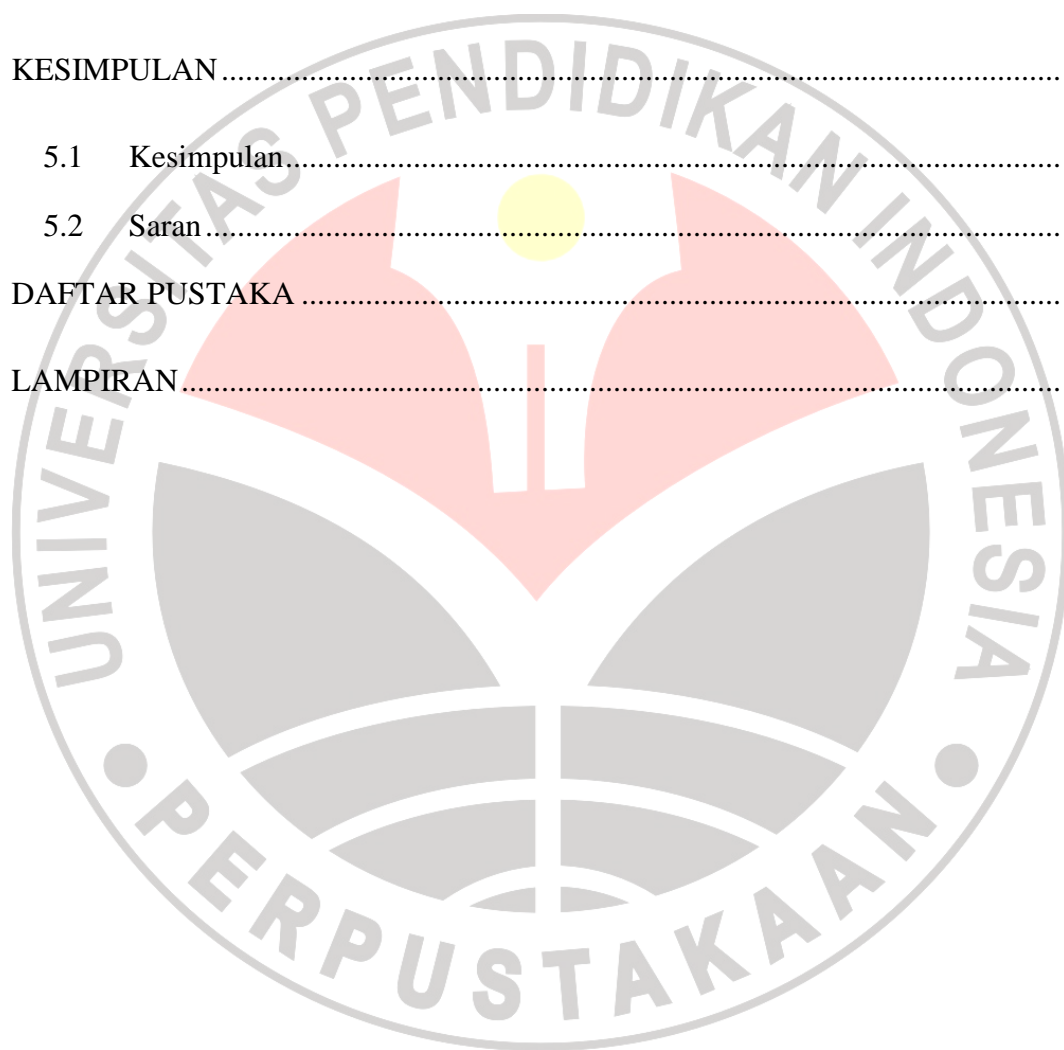 KESIMPULAN..........................................................................................................
5.1 Kesimpulan..................................................................................................
5.2 Saran............................................................................................................
DAFTAR PUSTAKA................................................................................................
LAMPIRAN...............................................................................................................
UNIVERSITAS PENDIDIKAN INDONESIA
PERPUSTAKAAN